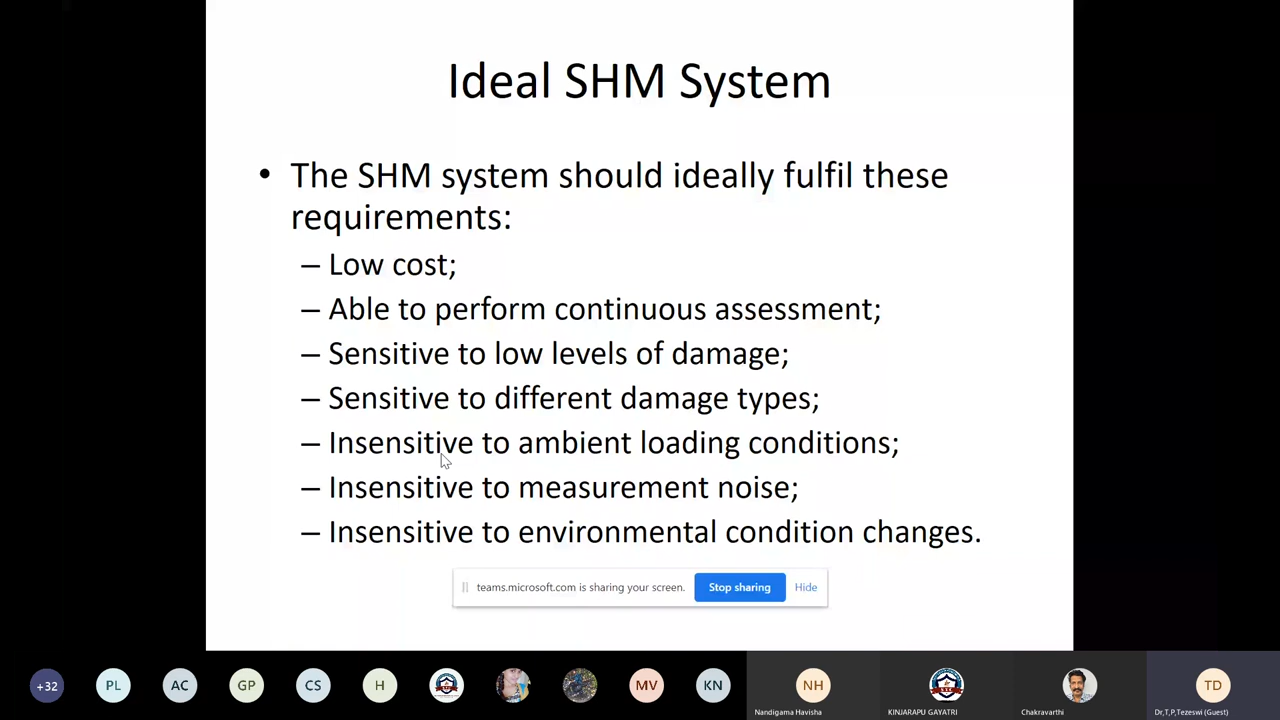 Ideal SHM System
• The SHM system should ideally fulfil these
requirements:
– Low cost;
– Able to perform continuous assessment;
– Sensitive to low levels of damage;
– Sensitive to different damage types;
– Insensitive to ambient loading conditions;
– Insensitive to measurement noise;
– Insensitive to environmental condition changes.
teams.microsoft.com is sharing your screen. Stop sharing Hide
+32 PL AC GP CS H MV KN NH TD
Nandigama Havisha KINJARAPU GAYATRI Chakravarthi Dr,T,P,Tezeswi (Guest)